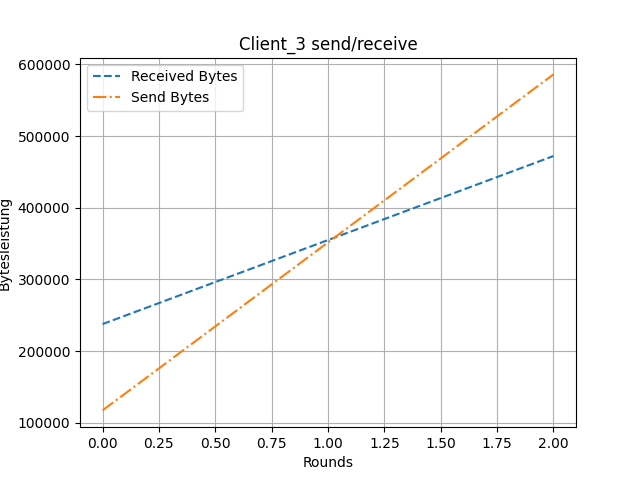 Client_3 send/receive
Received Bytes
Send Bytes
600000
500000
400000
300000
200000
100000
Bytesleistung
0.00 0.25 0.50 0.75 1.00 1.25 1.50 1.75 2.00
Rounds